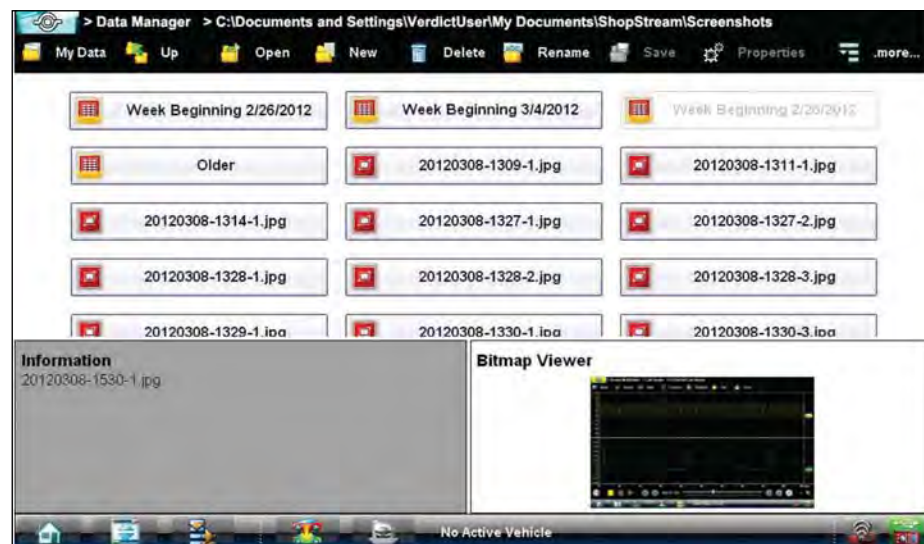 > Data Manager > C:\Documents and Settings\VerdictUser\My Documents\ShopStream\Screenshots
My Data Up Open New Delete Rename Save Properties .more...
Week Beginning 2/26/2012 Week Beginning 3/4/2012 Week Beginning 2/26/2012
Older 20120308-1309-1.jpg 20120308-1311-1.jpg
20120308-1314-1.jpg 20120308-1327-1.jpg 20120308-1327-2.jpg
20120308-1328-1.jpg 20120308-1328-2.jpg 20120308-1328-3.jpg
20120308-1329-1.jpg 20120308-1330-1.jpg 20120308-1330-3.jpg
Information
20120308-1530-1.jpg
Bitmap Viewer
No Active Vehicle